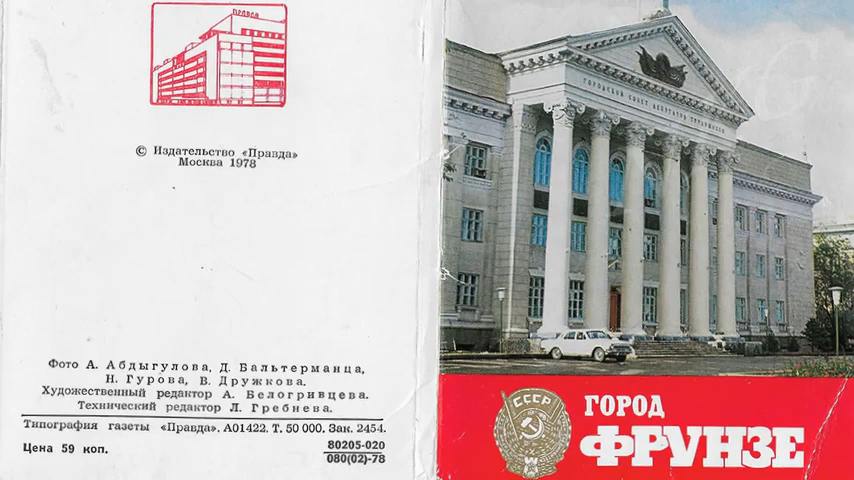 ПРАВДА
© Издательство «Правда»
Москва 1978
Фото А. Абдыгулова, Д. Бальтерманца,
Н. Гурова, В. Дружкова.
Художественный редактор А. Белогривцева.
Технический редактор Л. Гребнева.
Типография газеты «Правда». А01422. Т. 50 000. Зак. 2454.
Цена 59 коп.
80205-020
080(02)-78
ГОРОДСКОЙ СОВЕТ ДЕПУТАТОВ ТРУДЯЩИХСЯ
СССР
ГОРОД
ФРУНЗЕ